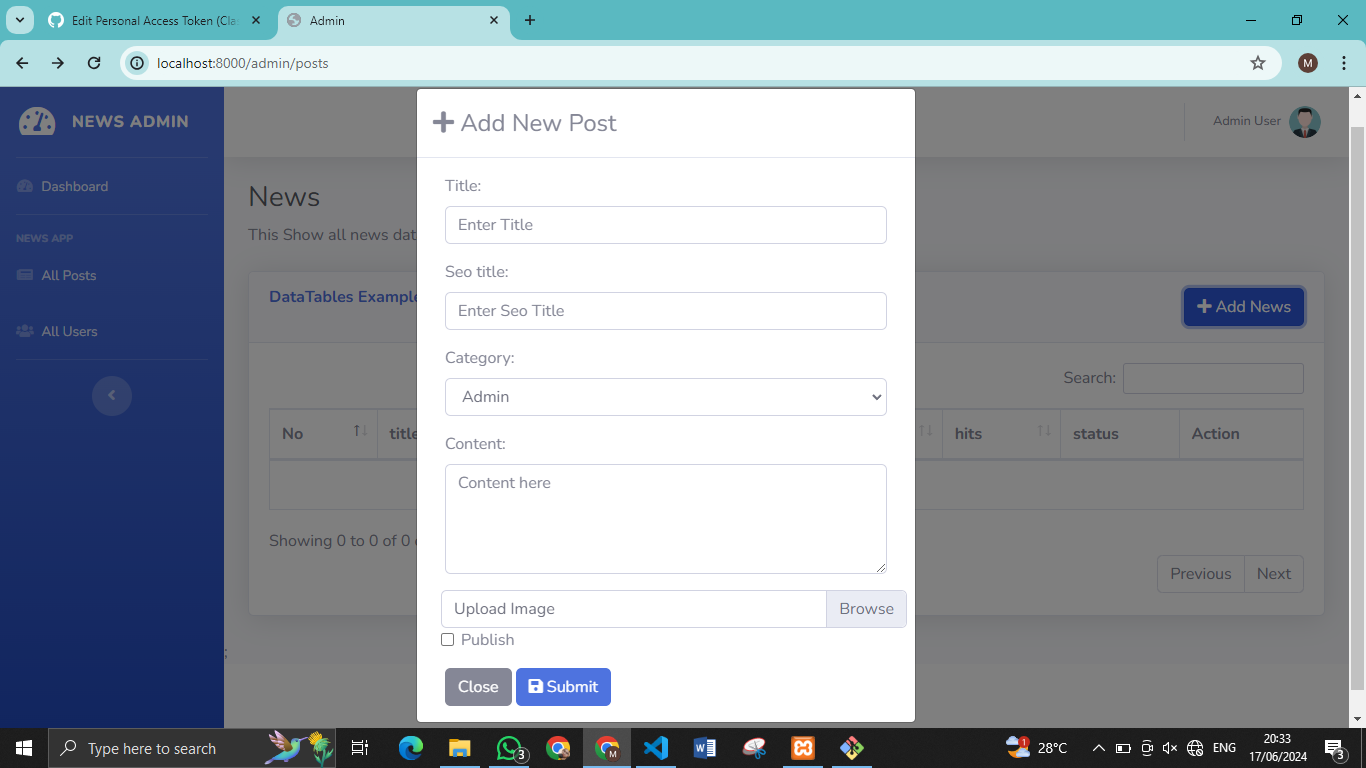 Edit Personal Access Token (Cla
Admin
localhost:8000/admin/posts
M
NEWS ADMIN
Dashboard
NEWS APP
All Posts
All Users
Admin User
News
This Show all news dat
DataTables Example
Add News
Search:
No
title
hits
status
Action
Showing 0 to 0 of 0
Previous
Next
;
Add New Post
Title:
Enter Title
Seo title:
Enter Seo Title
Category:
Admin
Content:
Content here
Upload Image
Browse
Publish
Close
Submit
Type here to search
3
M
1
28°C
ENG
20:33
17/06/2024
3